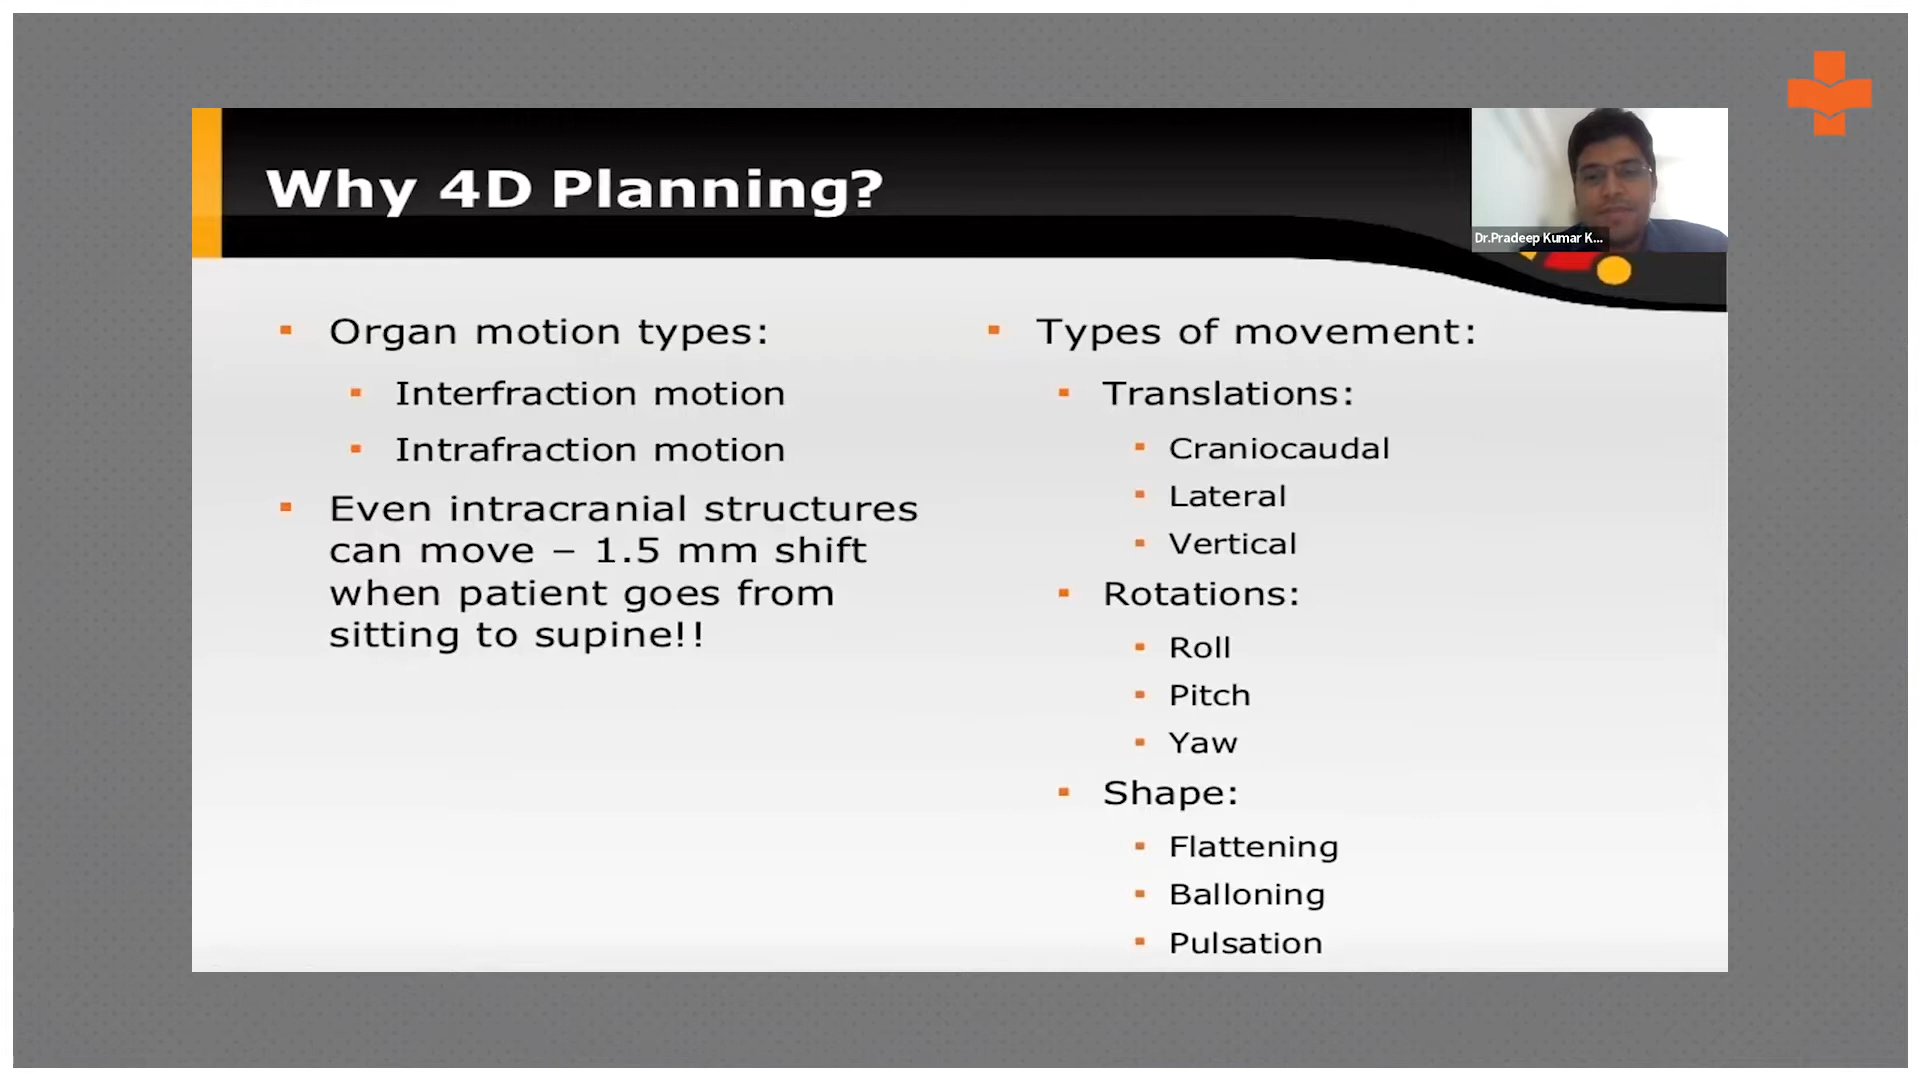 Why 4D Planning?
Dr.Pradeep Kumar K...
Organ motion types:
Interfraction motion
Intrafraction motion
Even intracranial structures
can move – 1.5 mm shift
when patient goes from
sitting to supine!!
Types of movement:
Translations:
Craniocaudal
Lateral
Vertical
Rotations:
Roll
Pitch
Yaw
Shape:
Flattening
Balloning
Pulsation